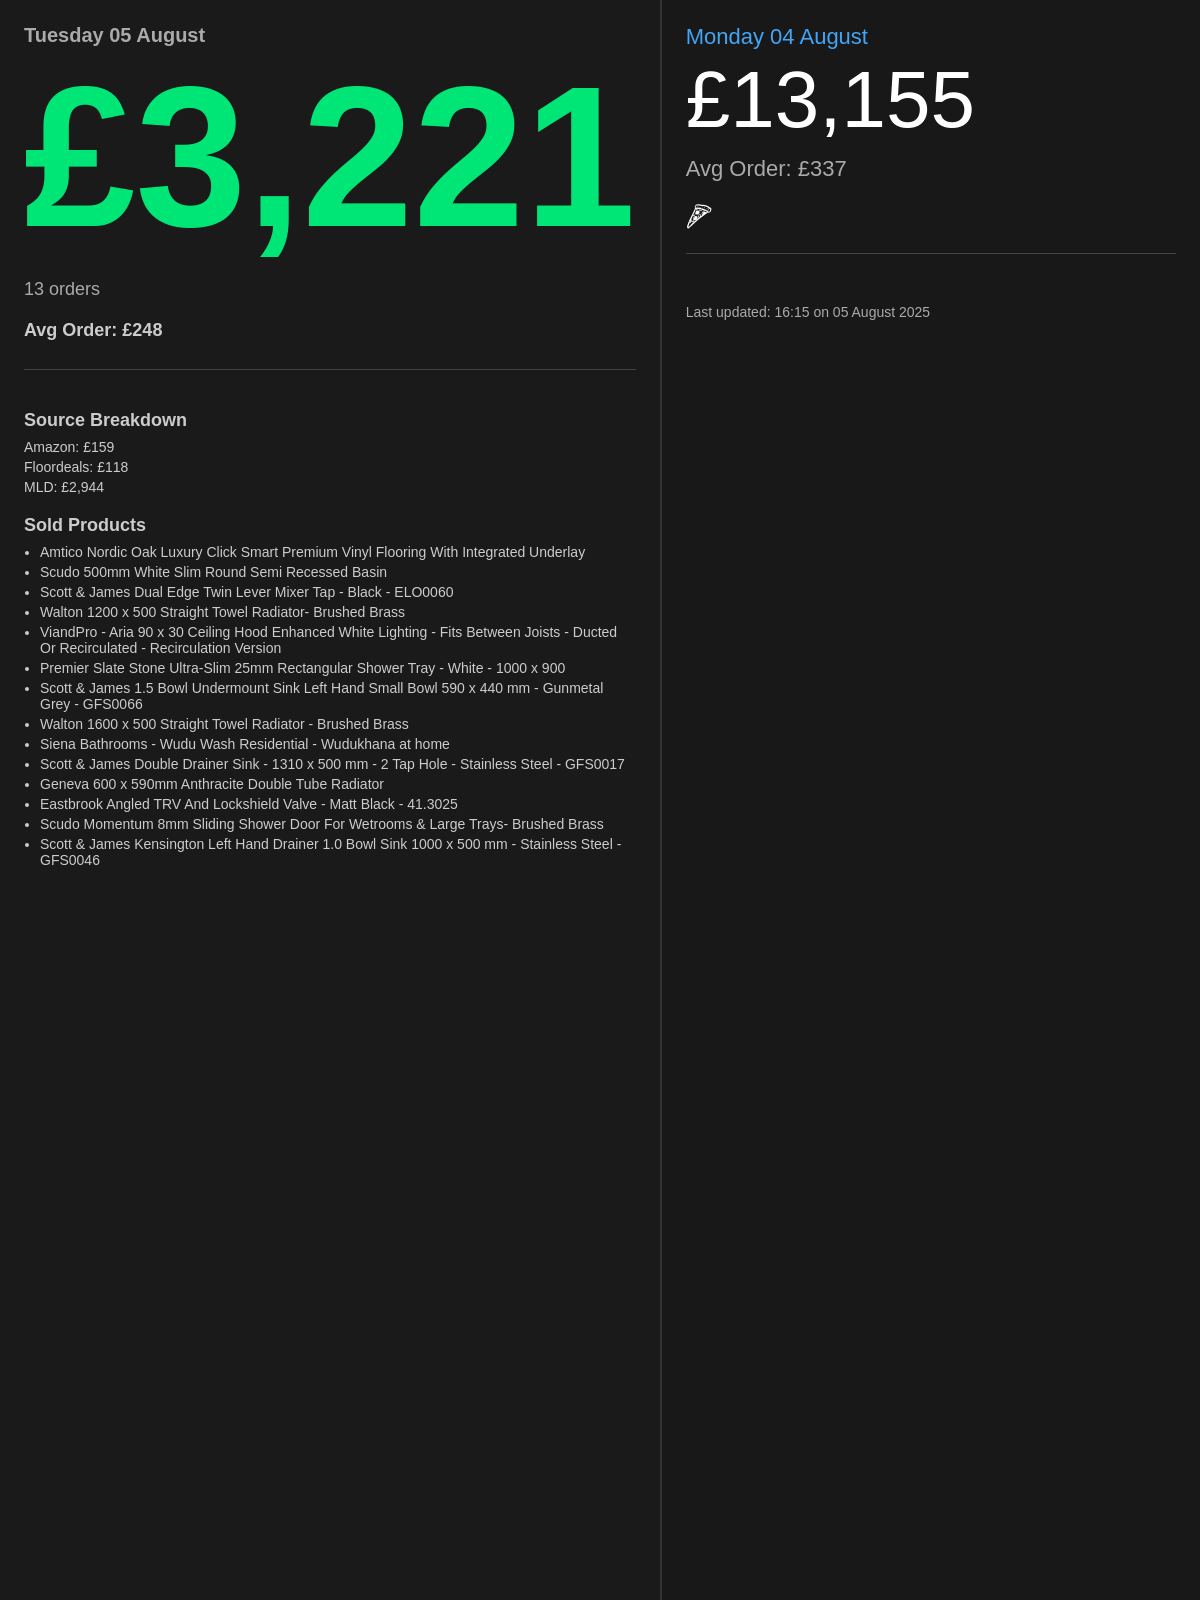 Tuesday 05 August
£3,221
13 orders
Avg Order: £248
Source Breakdown
Amazon: £159
Floordeals: £118
MLD: £2,944
Sold Products
Amtico Nordic Oak Luxury Click Smart Premium Vinyl Flooring With Integrated Underlay
Scudo 500mm White Slim Round Semi Recessed Basin
Scott & James Dual Edge Twin Lever Mixer Tap - Black - ELO0060
Walton 1200 x 500 Straight Towel Radiator- Brushed Brass
ViandPro - Aria 90 x 30 Ceiling Hood Enhanced White Lighting - Fits Between Joists - Ducted
Or Recirculated - Recirculation Version
Premier Slate Stone Ultra-Slim 25mm Rectangular Shower Tray - White - 1000 x 900
Scott & James 1.5 Bowl Undermount Sink Left Hand Small Bowl 590 x 440 mm - Gunmetal
Grey - GFS0066
Walton 1600 x 500 Straight Towel Radiator - Brushed Brass
Siena Bathrooms - Wudu Wash Residential - Wudukhana at home
Scott & James Double Drainer Sink - 1310 x 500 mm - 2 Tap Hole - Stainless Steel - GFS0017
Geneva 600 x 590mm Anthracite Double Tube Radiator
Eastbrook Angled TRV And Lockshield Valve - Matt Black - 41.3025
Scudo Momentum 8mm Sliding Shower Door For Wetrooms & Large Trays- Brushed Brass
Scott & James Kensington Left Hand Drainer 1.0 Bowl Sink 1000 x 500 mm - Stainless Steel -
GFS0046
Monday 04 August
£13,155
Avg Order: £337
Last updated: 16:15 on 05 August 2025